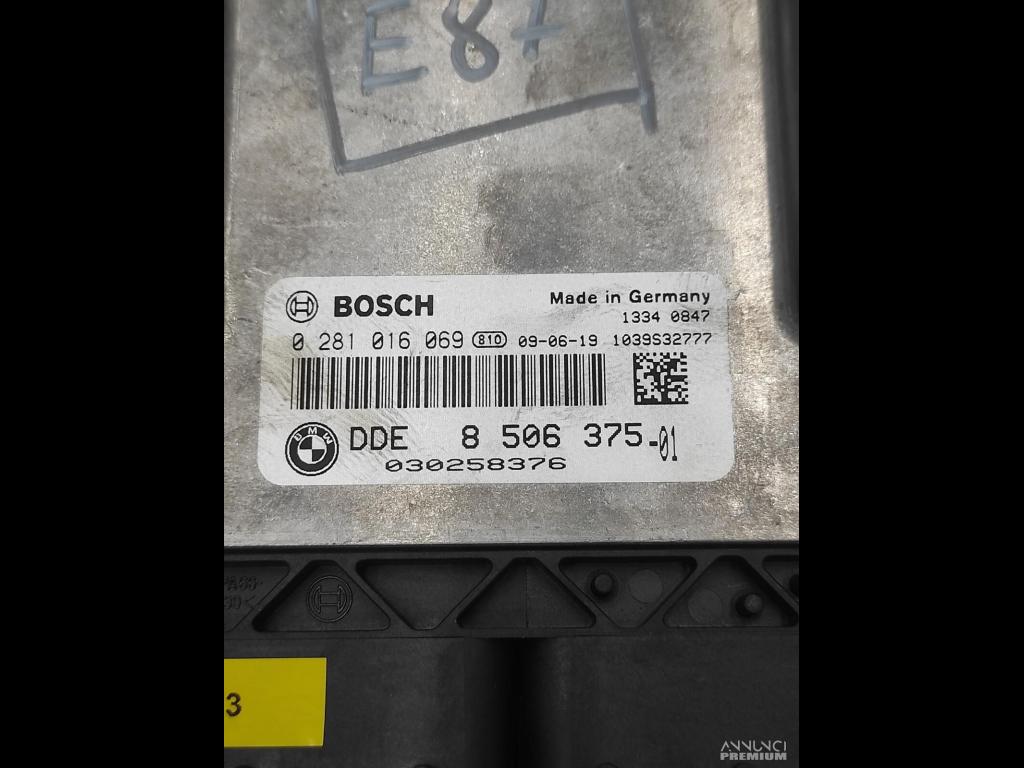 E87
BOSCH
Made in Germany
1334 0847
0 281 016 069 810 09-06-19 1039S32777
BMW
DDE 8 506 375-01
030258376
3
ANNUNCI
PREMIUM